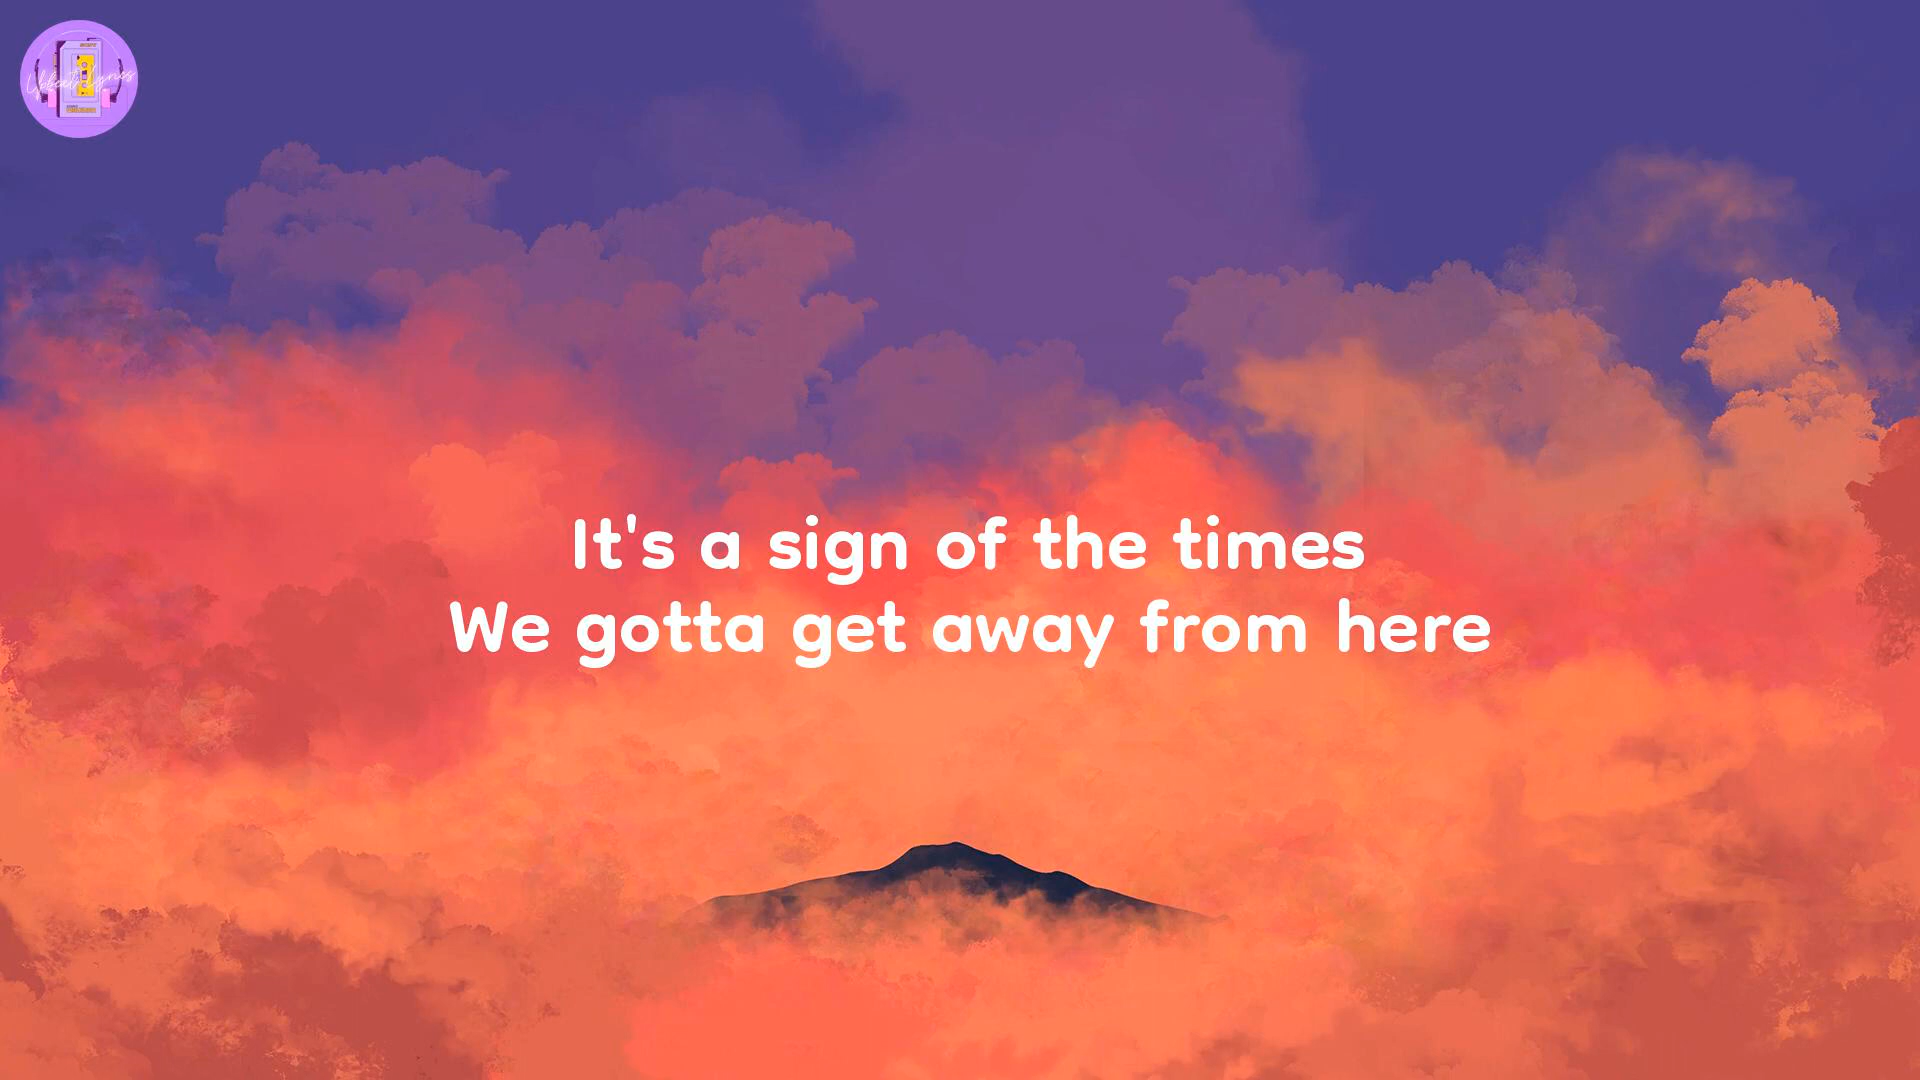 It's a sign of the times
We gotta get away from here